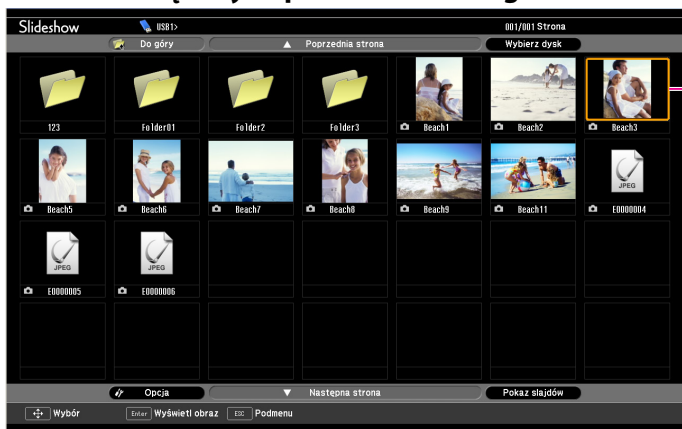 Slideshow USB1> 001/001 Strona
Do góry ▲ Poprzednia strona Wybierz dysk
123 Folder01 Folder2 Folder3 Beach1 Beach2 Beach3
Beach5 Beach6 Beach7 Beach8 Beach9 Beach11 E0000004
JPEG
JPEG JPEG
E0000005 E0000006
Opcja ▼ Następna strona Pokaz slajdów
Wybór Enter Wyświetl obraz ESC Podmenu